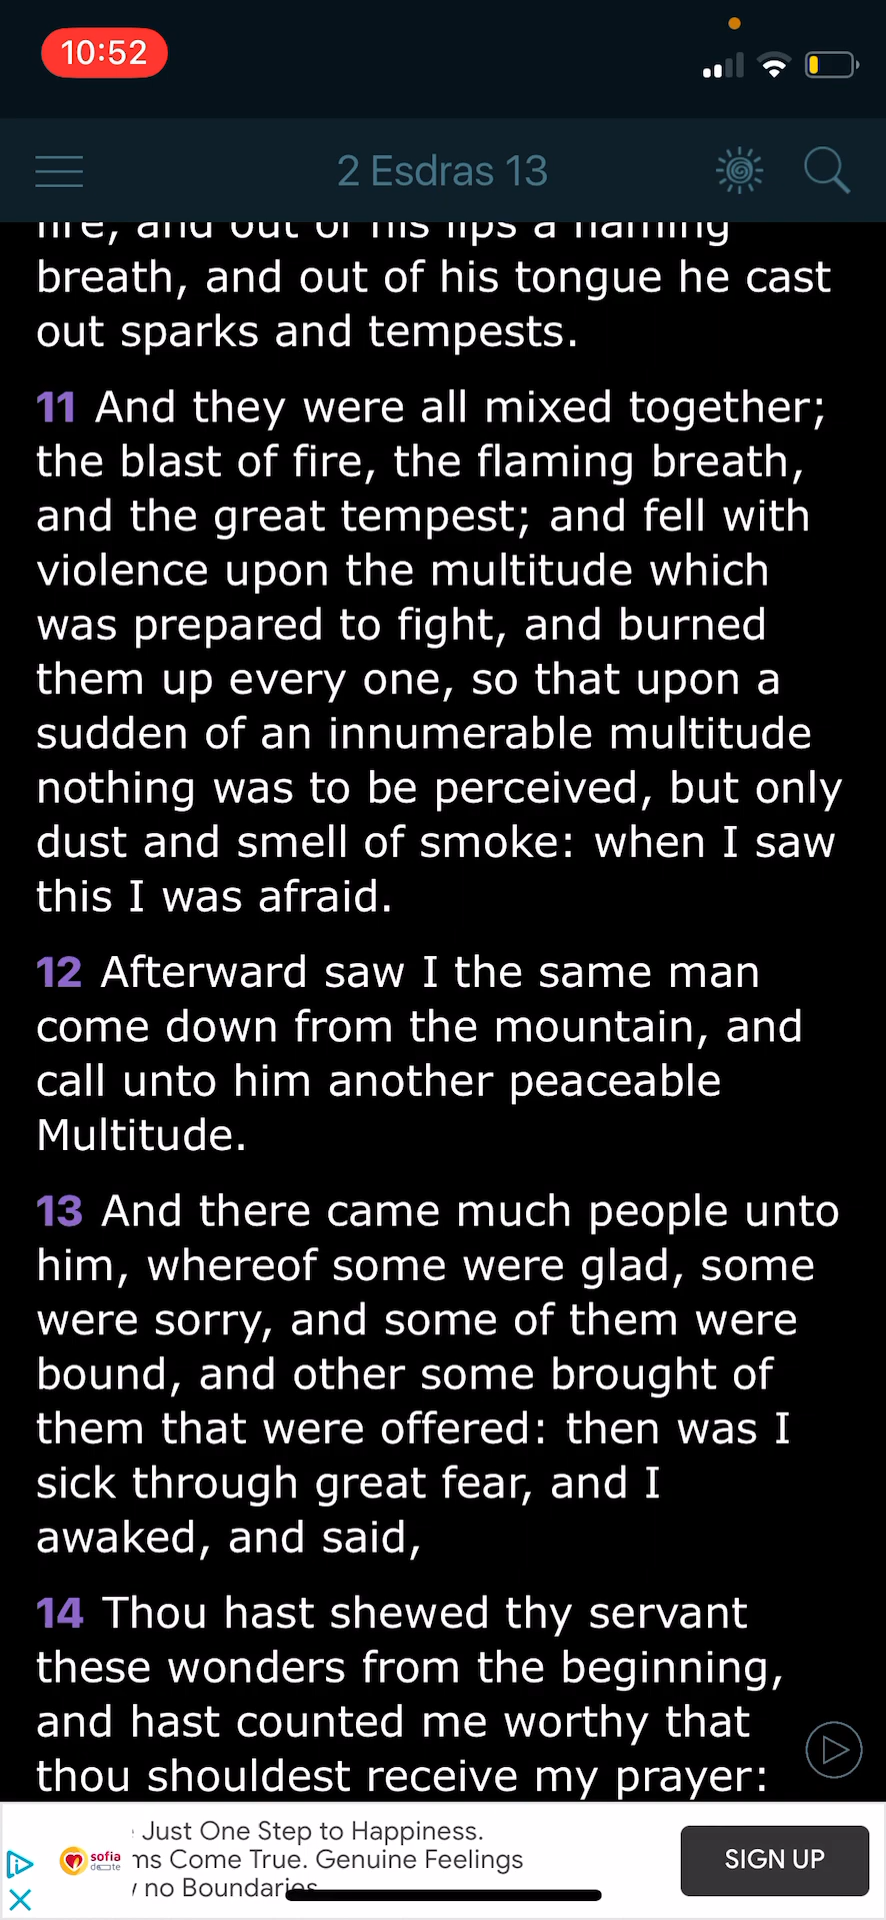 10:52
2 Esdras 13
fire, and out of his lips a flaming
breath, and out of his tongue he cast
out sparks and tempests.
11 And they were all mixed together;
the blast of fire, the flaming breath,
and the great tempest; and fell with
violence upon the multitude which
was prepared to fight, and burned
them up every one, so that upon a
sudden of an innumerable multitude
nothing was to be perceived, but only
dust and smell of smoke: when I saw
this I was afraid.
12 Afterward saw I the same man
come down from the mountain, and
call unto him another peaceable
Multitude.
13 And there came much people unto
him, whereof some were glad, some
were sorry, and some of them were
bound, and other some brought of
them that were offered: then was I
sick through great fear, and I
awaked, and said,
14 Thou hast shewed thy servant
these wonders from the beginning,
and hast counted me worthy that
thou shouldest receive my prayer:
Just One Step to Happiness.
sofia
ms Come True. Genuine Feelings
no Boundaries
SIGN UP